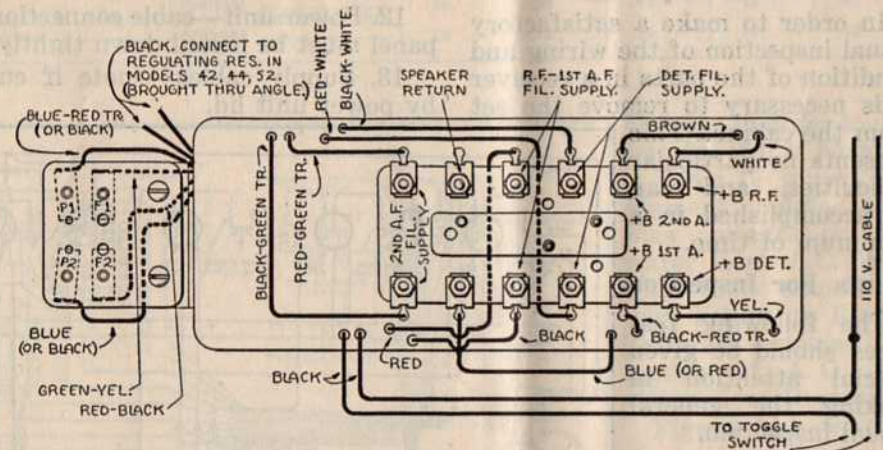 BLACK. CONNECT TO
REGULATING RES. IN
MODELS 42, 44, 52.
(BROUGHT THRU ANGLE)
RED-WHITE
BLACK-WHITE.
SPEAKER
RETURN
R.F.-1ST A.F.
FIL. SUPPLY.
DET. FIL.
SUPPLY.
BLUE-RED TR.
(OR BLACK)
BROWN
WHITE
P1
F1
P2
F2
BLACK-GREEN TR.
RED-GREEN TR.
2ND A.F.
FIL.
SUPPLY
+B R.F.
+B 2ND A.
+B 1ST A.
+B DET.
110 V. CABLE
YEL.
BLUE
(OR BLACK)
BLACK
BLACK-RED TR.
RED
GREEN-YEL.
BLACK
BLUE (OR RED)
RED-BLACK
TO TOGGLE
SWITCH